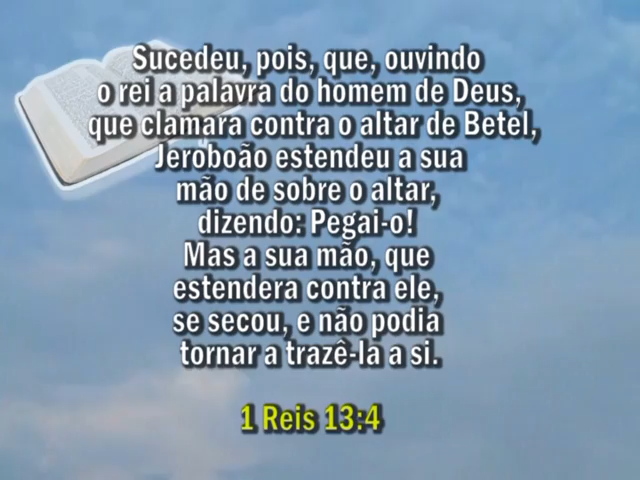 Sucedeu, pois, que, ouvindo
o rei a palavra do homem de Deus,
que clamara contra o altar de Betel,
Jeroboão estendeu a sua
mão de sobre o altar,
dizendo: Pegai-o!
Mas a sua mão, que
estendera contra ele,
se secou, e não podia
tornar a trazê-la a si.
1 Reis 13:4